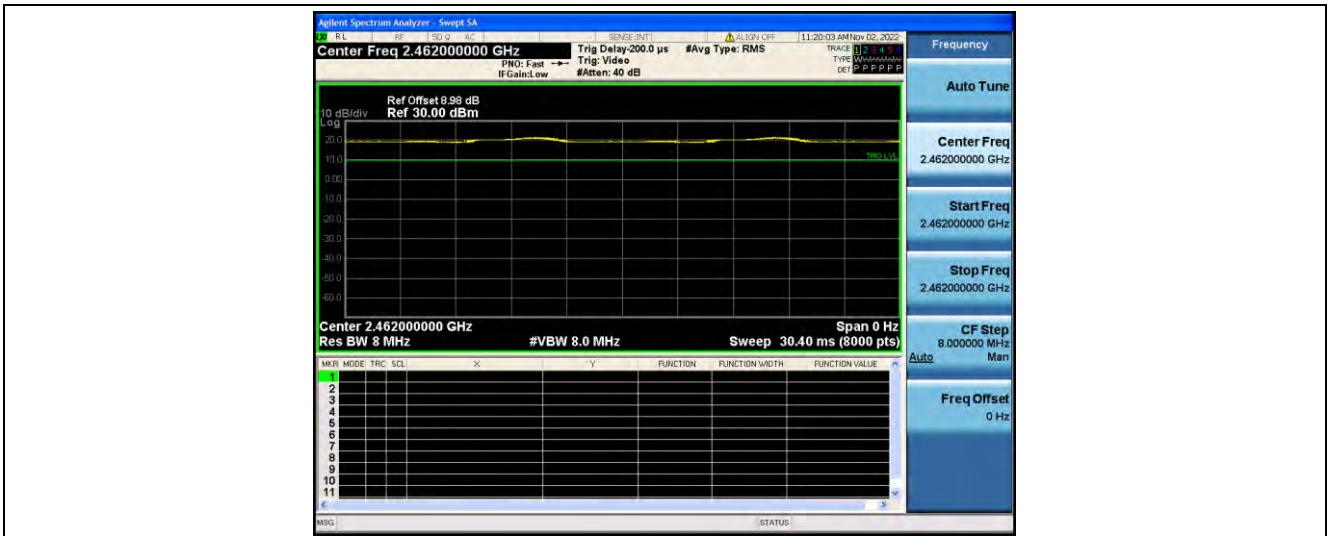 Agilent Spectrum Analyzer - Swept SA
RL RF 50 Ω AC SENSE:INT ALIGN OFF 11:20:03 AM Nov 02, 2022
Center Freq 2.462000000 GHz
Trig Delay-200.0 µs #Avg Type: RMS
TRACE 1 2 3 4 5 6
PNO: Fast Trig: Video
TYPE
IFGain:Low #Atten: 40 dB
DET P P P P P P
Ref Offset 8.98 dB
10 dB/div Ref 30.00 dBm
Log
20.0
10.0
TRIG LVL
0.00
-10.0
-20.0
-30.0
-40.0
-50.0
-60.0
Center 2.462000000 GHz Span 0 Hz
Res BW 8 MHz #VBW 8.0 MHz Sweep 30.40 ms (8000 pts)
MKR MODE TRC SCL X Y FUNCTION FUNCTION WIDTH FUNCTION VALUE
1
2
3
4
5
6
7
8
9
10
11
MSG STATUS
Frequency
Auto Tune
Center Freq
2.462000000 GHz
Start Freq
2.462000000 GHz
Stop Freq
2.462000000 GHz
CF Step
8.000000 MHz
Auto Man
Freq Offset
0 Hz